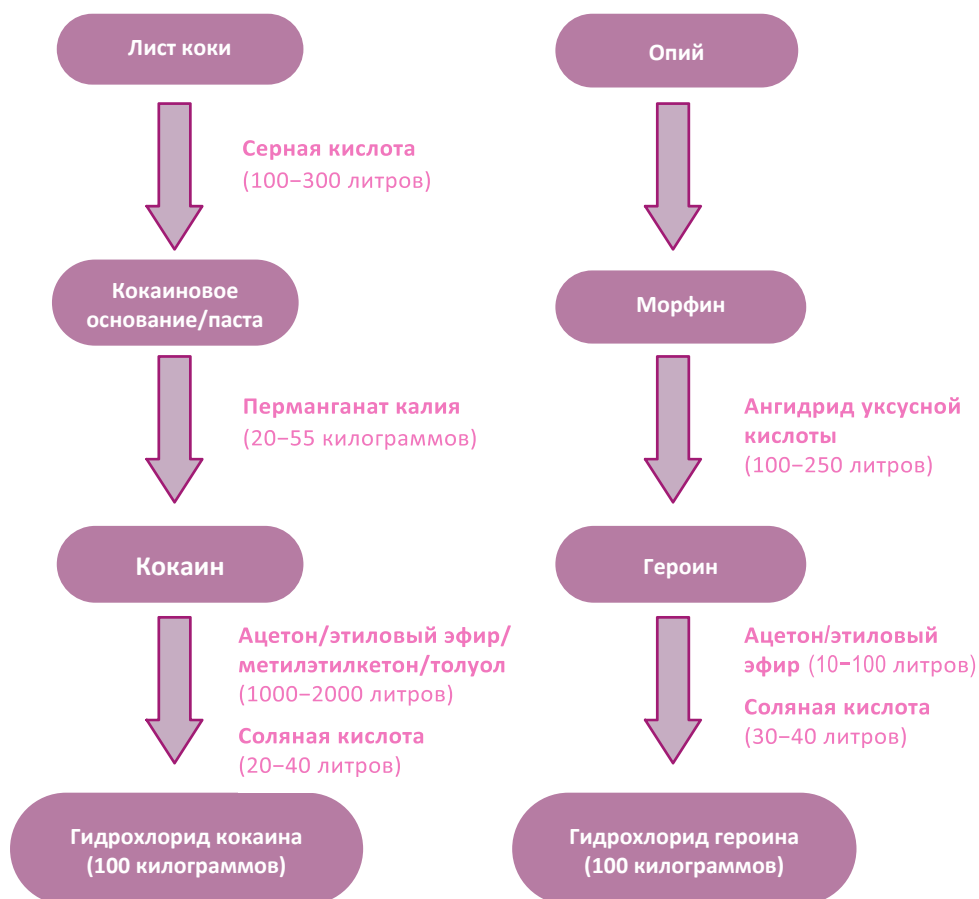 Лист коки
Серная кислота
(100–300 литров)
Кокаиновое
основание/паста
Перманганат калия
(20–55 килограммов)
Кокаин
Ацетон/этиловый эфир/
метилэтилкетон/толуол
(1000–2000 литров)
Соляная кислота
(20–40 литров)
Гидрохлорид кокаина
(100 килограммов)
Опий
Морфин
Ангидрид уксусной
кислоты
(100–250 литров)
Героин
Ацетон/этиловый
эфир (10–100 литров)
Соляная кислота
(30–40 литров)
Гидрохлорид героина
(100 килограммов)